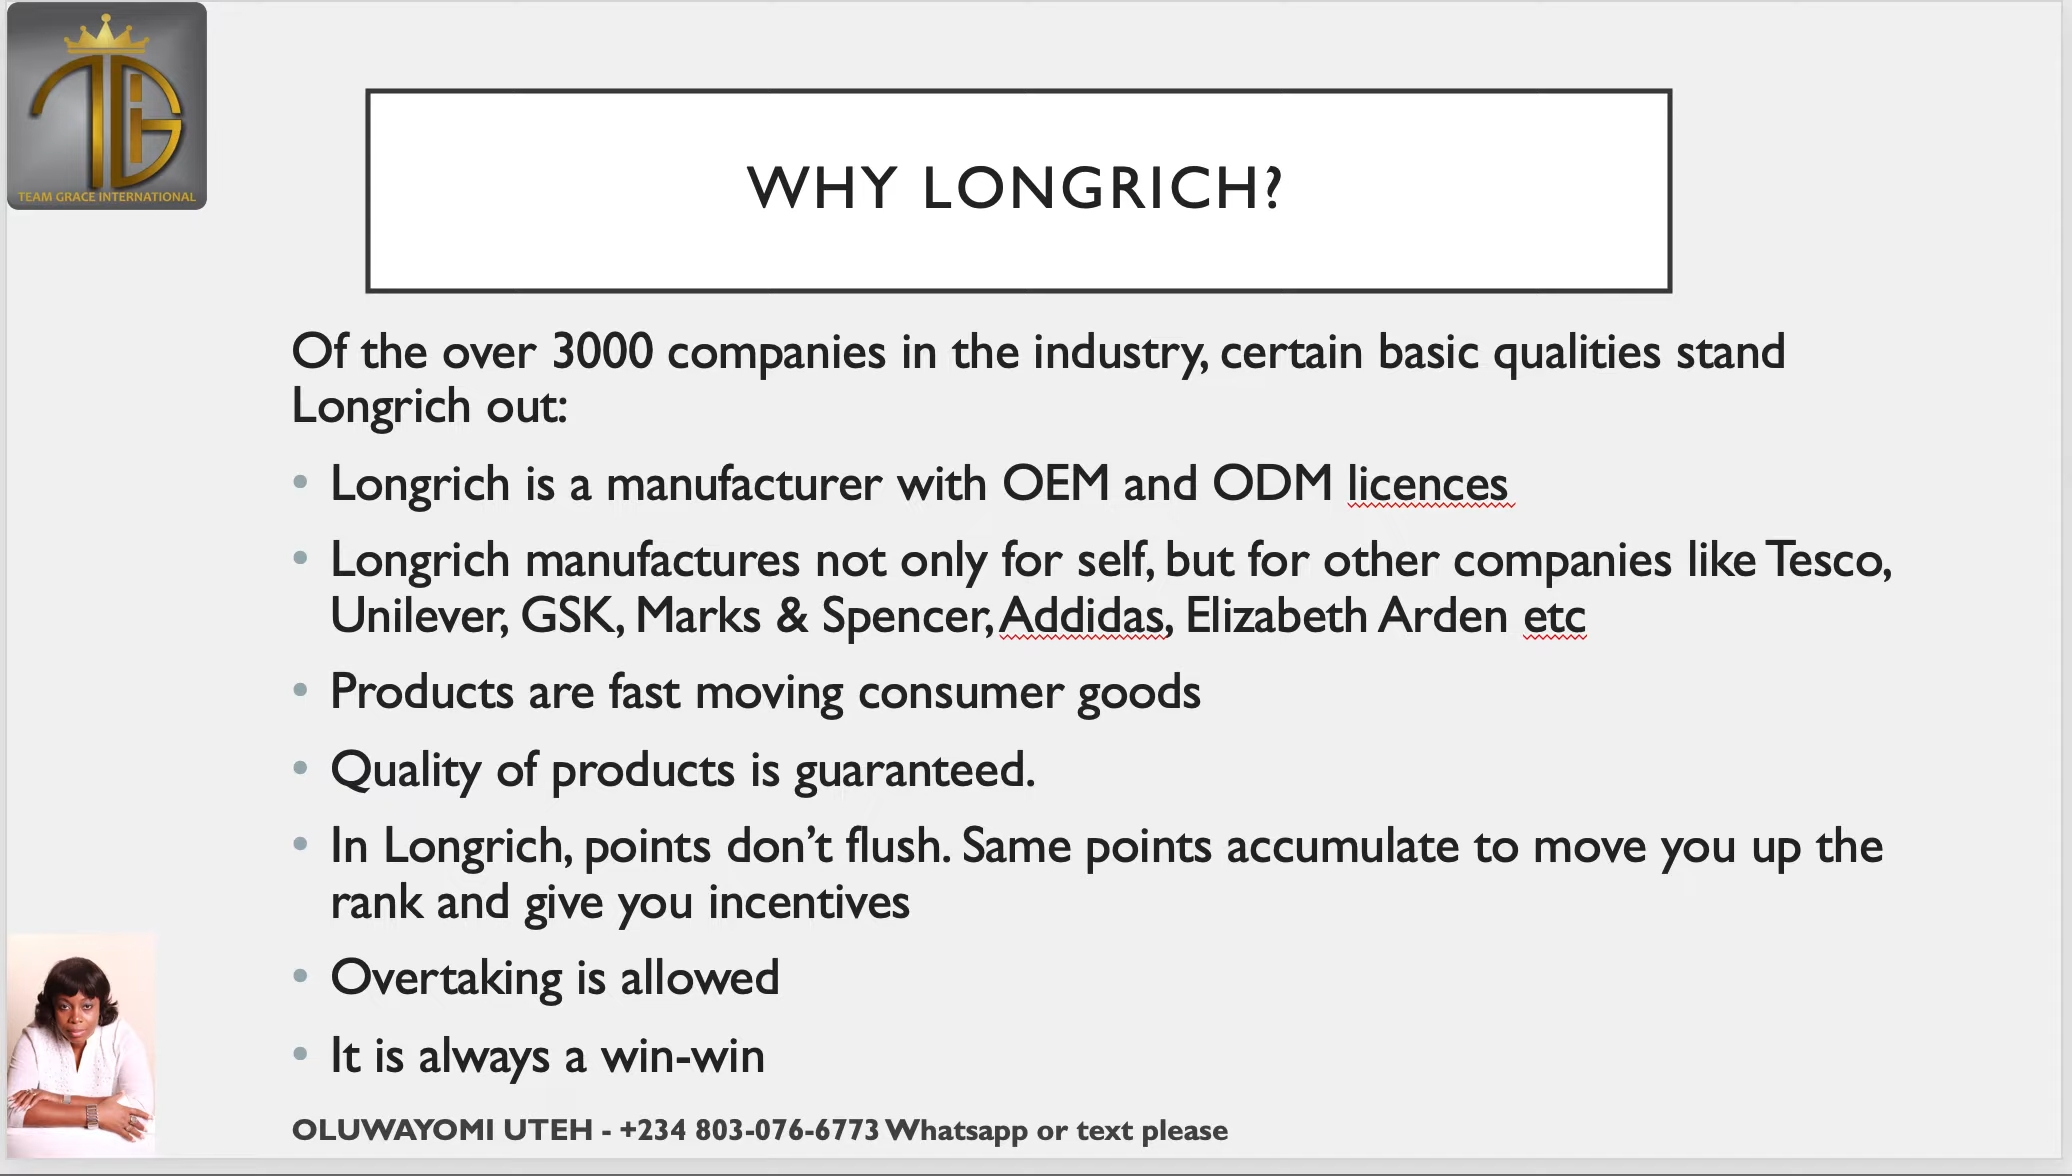 TEAM GRACE INTERNATIONAL
WHY LONGRICH?
Of the over 3000 companies in the industry, certain basic qualities stand
Longrich out:
• Longrich is a manufacturer with OEM and ODM licences
• Longrich manufactures not only for self, but for other companies like Tesco,
Unilever, GSK, Marks & Spencer, Addidas, Elizabeth Arden etc
• Products are fast moving consumer goods
• Quality of products is guaranteed.
• In Longrich, points don’t flush. Same points accumulate to move you up the
rank and give you incentives
• Overtaking is allowed
• It is always a win-win
OLUWAYOMI UTEH - +234 803-076-6773 Whatsapp or text please